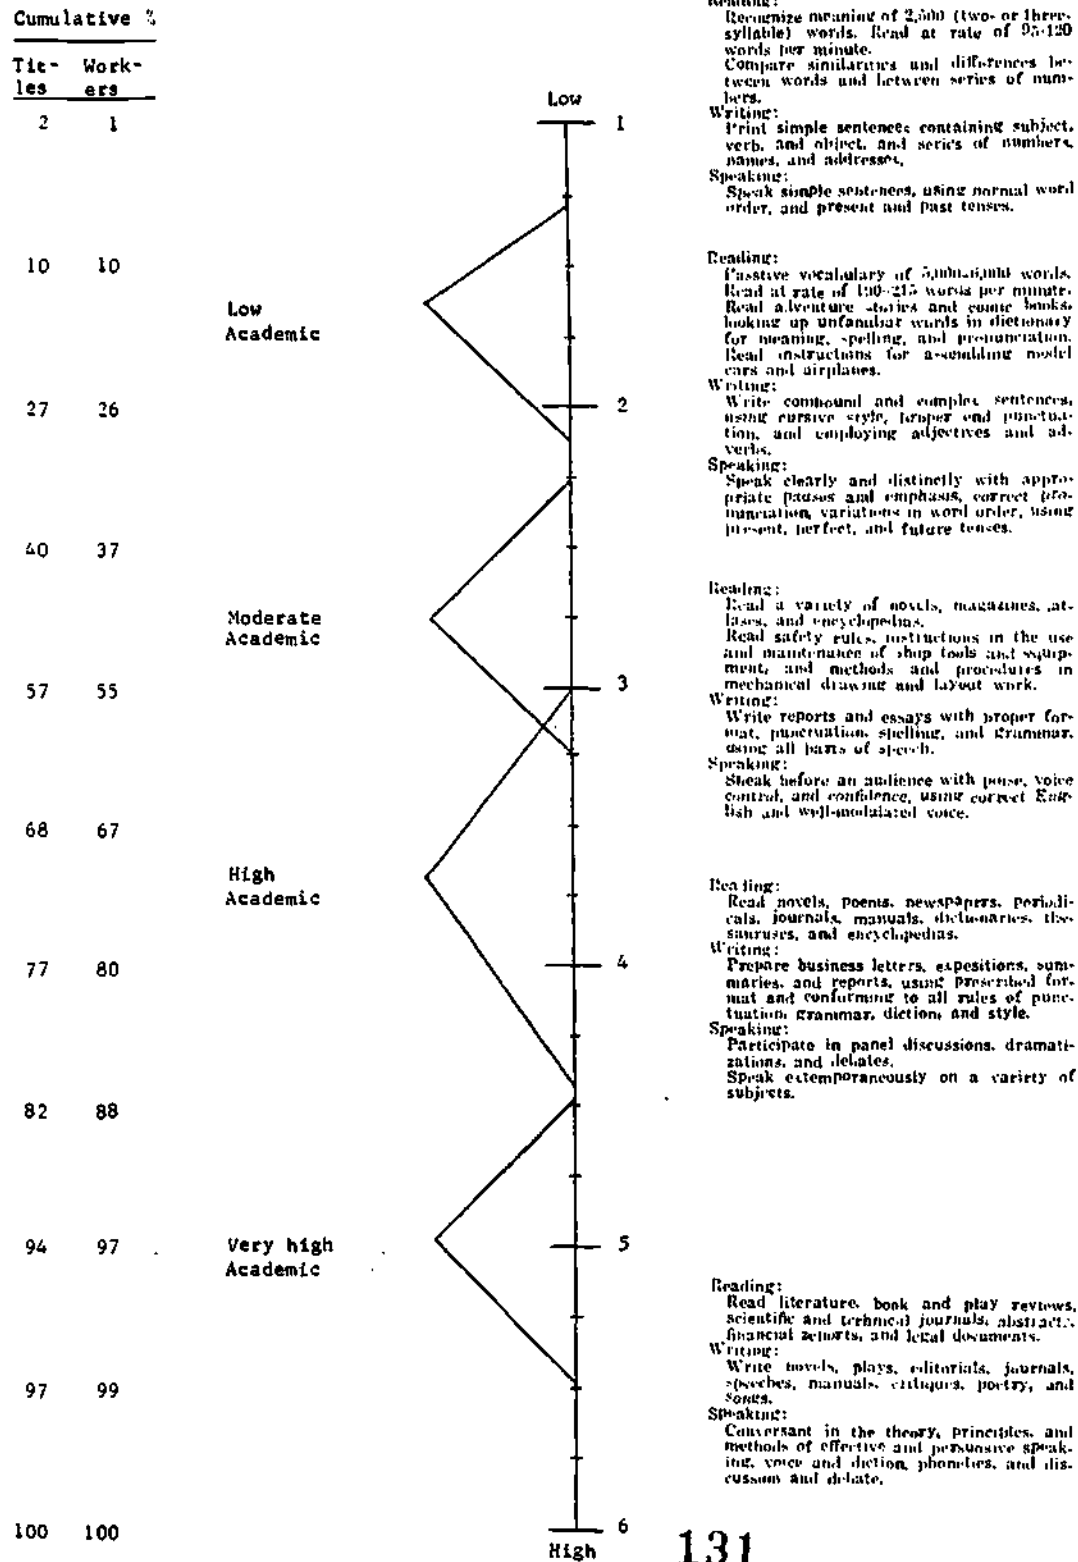 Cumulative %
Tit- Work-
les ers
2 1
10 10
27 26
40 37
57 55
68 67
77 80
82 88
94 97
97 99
100 100
Low
Academic
Moderate
Academic
High
Academic
Very high
Academic
Low
1
2
3
4
5
6
High
Reading:
Recognize meaning of 2,500 (two- or three-
syllable) words. Read at rate of 95-120
words per minute.
Compare similarities and differences be-
tween words and between series of num-
bers.
Writing:
Print simple sentences containing subject,
verb, and object, and series of numbers,
names, and addresses.
Speaking:
Speak simple sentences, using normal word
order, and present and past tenses.
Reading:
Passive vocabulary of 5,000-6,000 words.
Read at rate of 190-215 words per minute.
Read adventure stories and comic books,
looking up unfamiliar words in dictionary
for meaning, spelling, and pronunciation.
Read instructions for assembling model
cars and airplanes.
Writing:
Write compound and complex sentences,
using cursive style, proper end punctua-
tion, and employing adjectives and ad-
verbs.
Speaking:
Speak clearly and distinctly with appro-
priate pauses and emphasis, correct pro-
nunciation, variations in word order, using
present, perfect, and future tenses.
Reading:
Read a variety of novels, magazines, at-
lases, and encyclopedias.
Read safety rules, instructions in the use
and maintenance of shop tools and equip-
ment, and methods and procedures in
mechanical drawing and layout work.
Writing:
Write reports and essays with proper for-
mat, punctuation, spelling, and grammar,
using all parts of speech.
Speaking:
Speak before an audience with poise, voice
control, and confidence, using correct Eng-
lish and well-modulated voice.
Reading:
Read novels, poems, newspapers, periodi-
cals, journals, manuals, dictionaries, the-
sauruses, and encyclopedias.
Writing:
Prepare business letters, expositions, sum-
maries, and reports, using prescribed for-
mat and conforming to all rules of punc-
tuation, grammar, diction, and style.
Speaking:
Participate in panel discussions, dramati-
zations, and debates.
Speak extemporaneously on a variety of
subjects.
Reading:
Read literature, book and play reviews,
scientific and technical journals, abstracts,
financial reports, and legal documents.
Writing:
Write novels, plays, editorials, journals,
speeches, manuals, critiques, poetry, and
songs.
Speaking:
Conversant in the theory, principles, and
methods of effective and persuasive speak-
ing, voice and diction, phonetics, and dis-
cussion and debate.
131